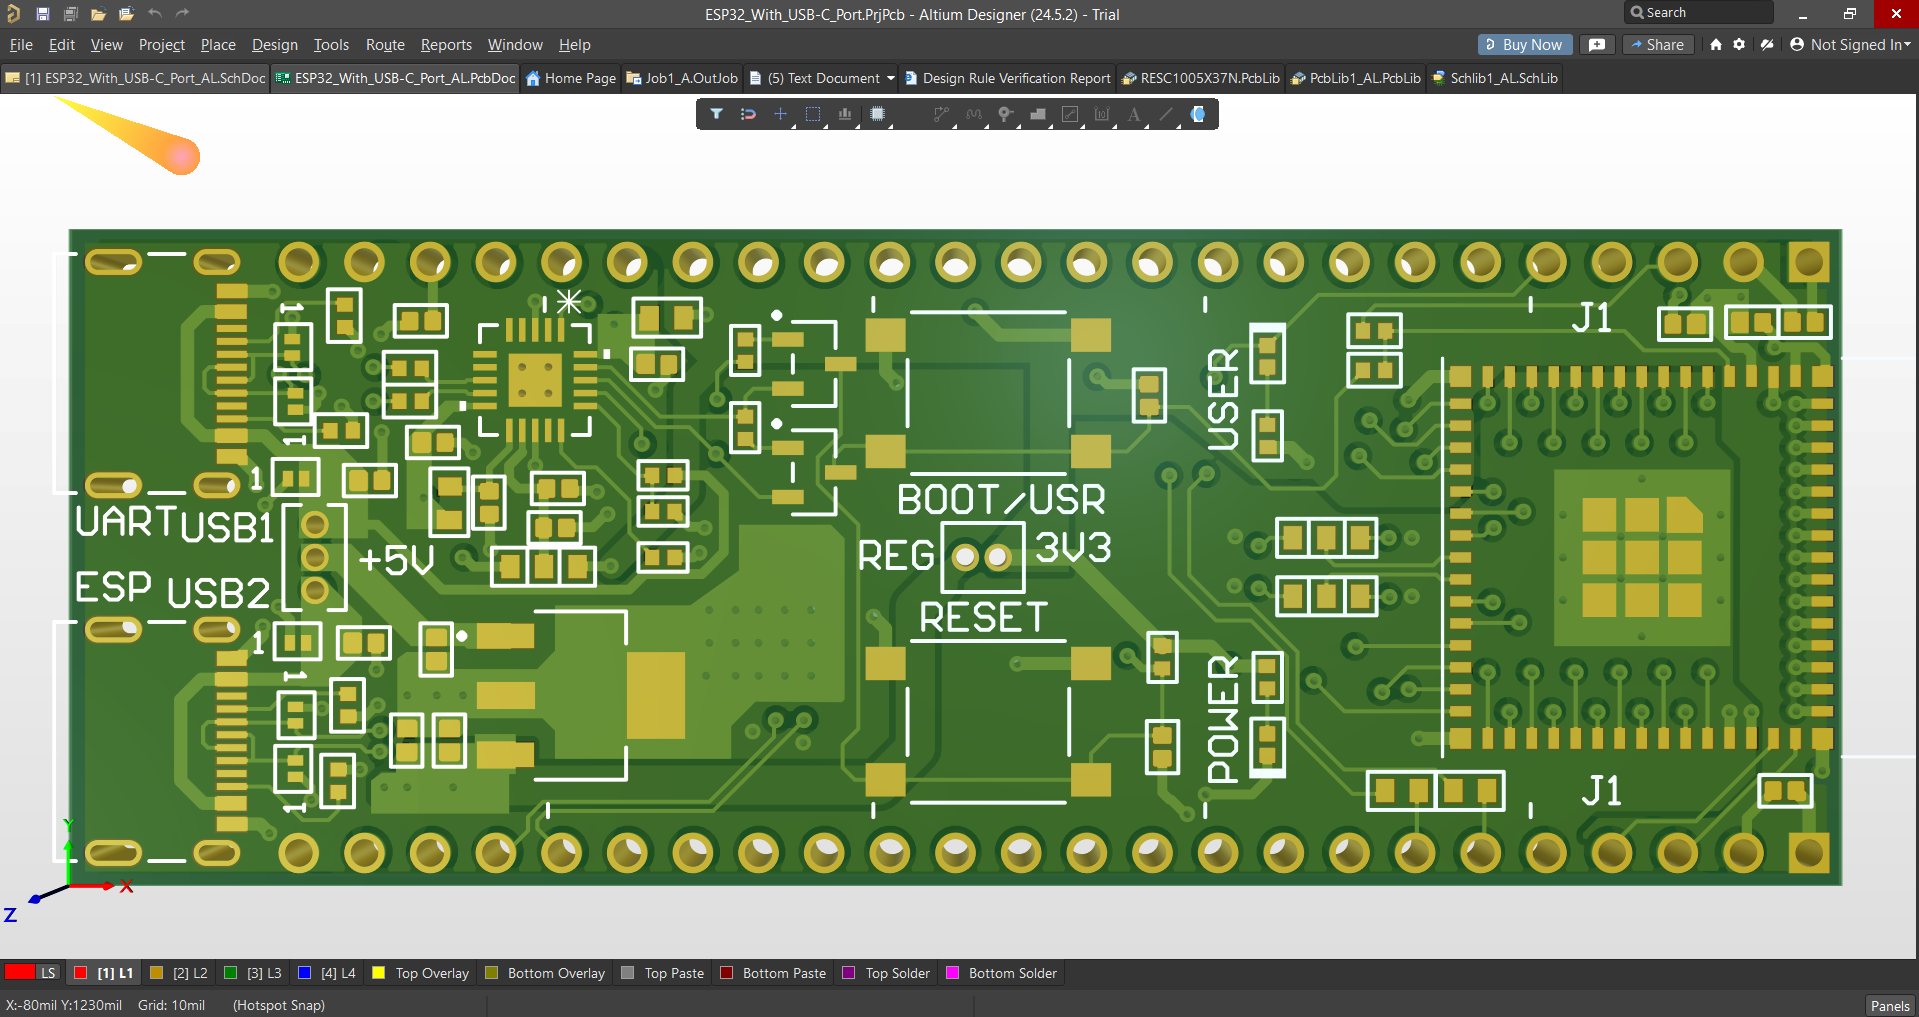 ESP32_With_USB-C_Port.PrjPcb - Altium Designer (24.5.2) - Trial
Search
File Edit View Project Place Design Tools Route Reports Window Help
Buy Now Share Not Signed In
[1] ESP32_With_USB-C_Port_AL.SchDoc ESP32_With_USB-C_Port_AL.PcbDoc Home Page Job1_A.OutJob (5) Text Document Design Rule Verification Report RESC1005X37N.PcbLib PcbLib1_AL.PcbLib Schlib1_AL.SchLib
1
J1
USER
1
1
BOOT/USR
UART USB1
+5V
REG
3V3
ESP USB2
RESET
1
1
POWER
J1
1
Y
X
Z
LS [1] L1 [2] L2 [3] L3 [4] L4 Top Overlay Bottom Overlay Top Paste Bottom Paste Top Solder Bottom Solder
X:-80mil Y:1230mil Grid: 10mil (Hotspot Snap)
Panels